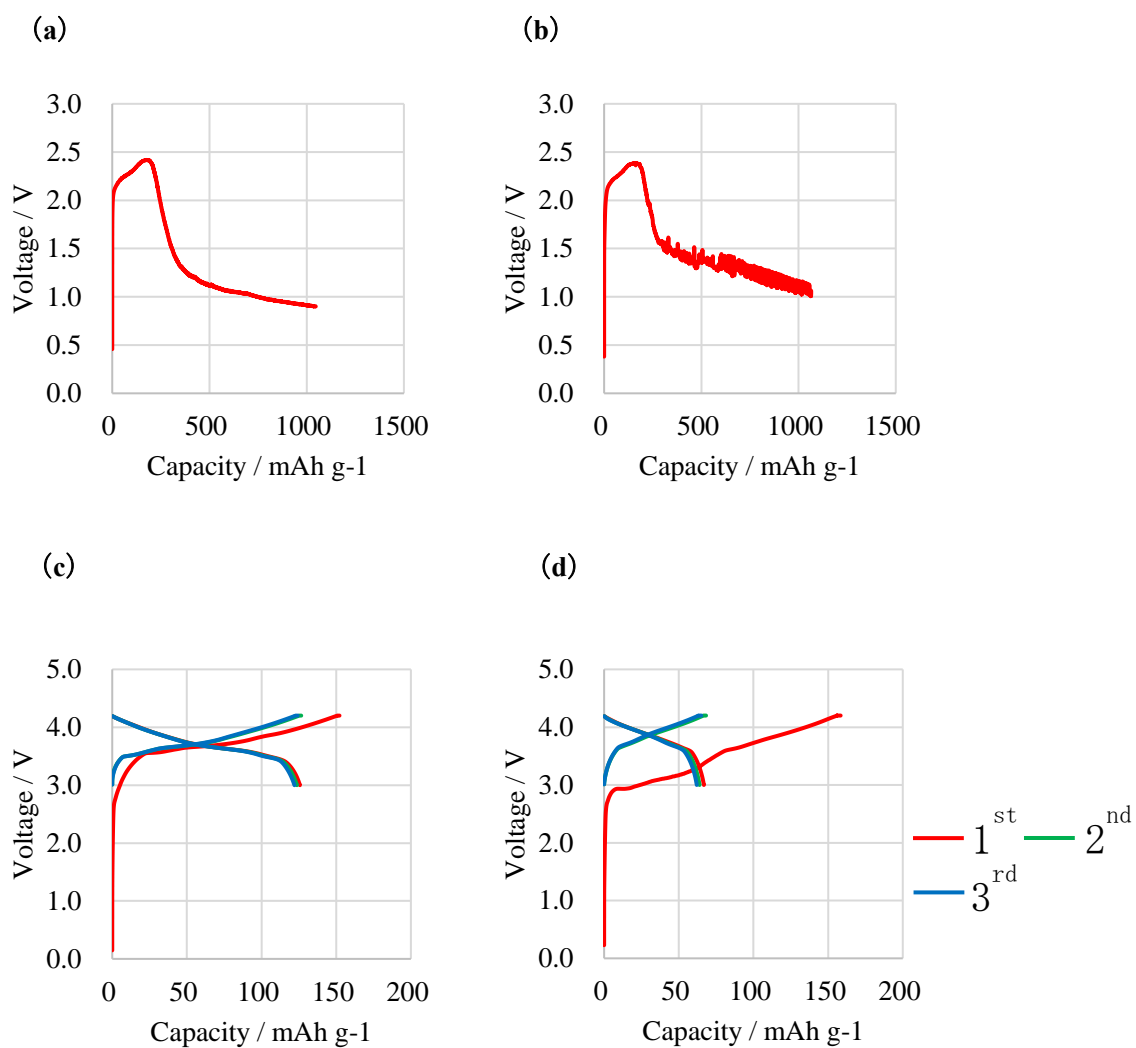 (a)
3.0
2.5
2.0
1.5
1.0
0.5
0.0
Voltage / V
0 500 1000 1500
Capacity / mAh g-1
(b)
3.0
2.5
2.0
1.5
1.0
0.5
0.0
Voltage / V
0 500 1000 1500
Capacity / mAh g-1
(c)
5.0
4.0
3.0
2.0
1.0
0.0
Voltage / V
0 50 100 150 200
Capacity / mAh g-1
(d)
5.0
4.0
3.0
2.0
1.0
0.0
Voltage / V
0 50 100 150 200
Capacity / mAh g-1
1st 2nd
3rd